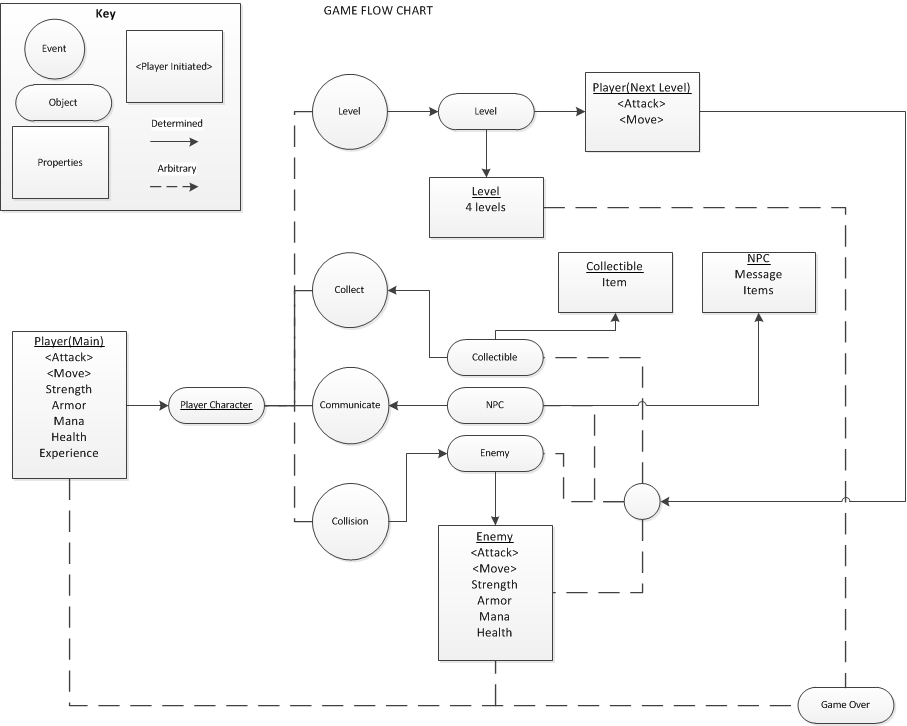 GAME FLOW CHART
Key
Event
<Player Initiated>
Object
Determined
Properties
Arbitrary
Level
Level
Player(Next Level)
<Attack>
<Move>
Level
4 levels
Collect
Collectible
Item
NPC
Message
Items
Player(Main)
<Attack>
<Move>
Strength
Armor
Mana
Health
Experience
Player Character
Collectible
Communicate
NPC
Enemy
Collision
Enemy
<Attack>
<Move>
Strength
Armor
Mana
Health
Game Over